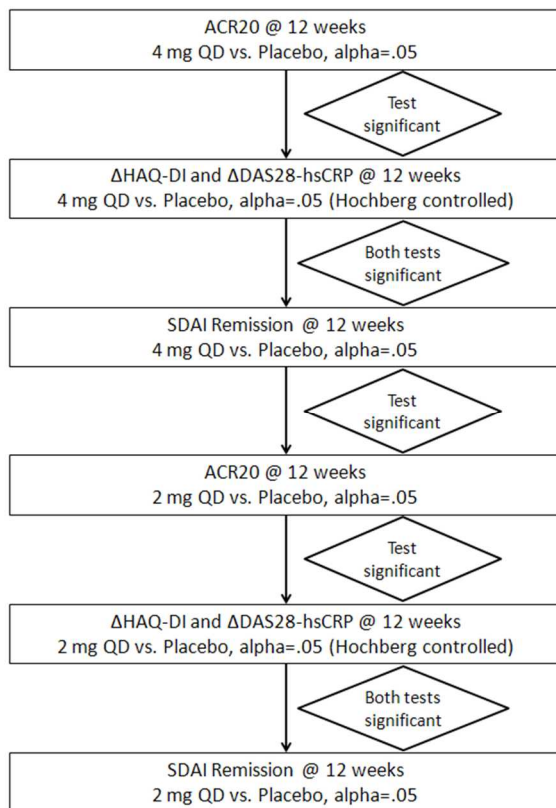 ACR20 @ 12 weeks
4 mg QD vs. Placebo, alpha=.05
Test
significant
ΔHAQ-DI and ΔDAS28-hsCRP @ 12 weeks
4 mg QD vs. Placebo, alpha=.05 (Hochberg controlled)
Both tests
significant
SDAI Remission @ 12 weeks
4 mg QD vs. Placebo, alpha=.05
Test
significant
ACR20 @ 12 weeks
2 mg QD vs. Placebo, alpha=.05
Test
significant
ΔHAQ-DI and ΔDAS28-hsCRP @ 12 weeks
2 mg QD vs. Placebo, alpha=.05 (Hochberg controlled)
Both tests
significant
SDAI Remission @ 12 weeks
2 mg QD vs. Placebo, alpha=.05